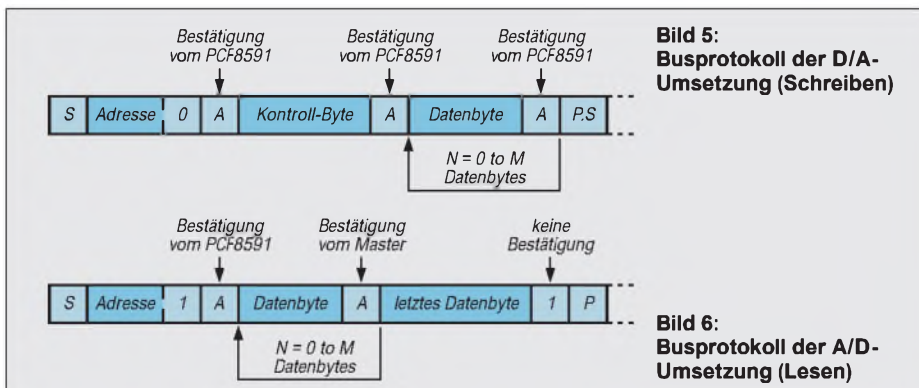 Bestätigung vom PCF8591
Bestätigung vom PCF8591
Bestätigung vom PCF8591
S Adresse 0 A Kontroll-Byte A Datenbyte A P.S
N = 0 to M
Datenbytes
Bild 5:
Busprotokoll der D/A-
Umsetzung (Schreiben)
Bestätigung vom PCF8591
Bestätigung vom Master
keine Bestätigung
S Adresse 1 A Datenbyte A letztes Datenbyte 1 P
N = 0 to M
Datenbytes
Bild 6:
Busprotokoll der A/D-
Umsetzung (Lesen)